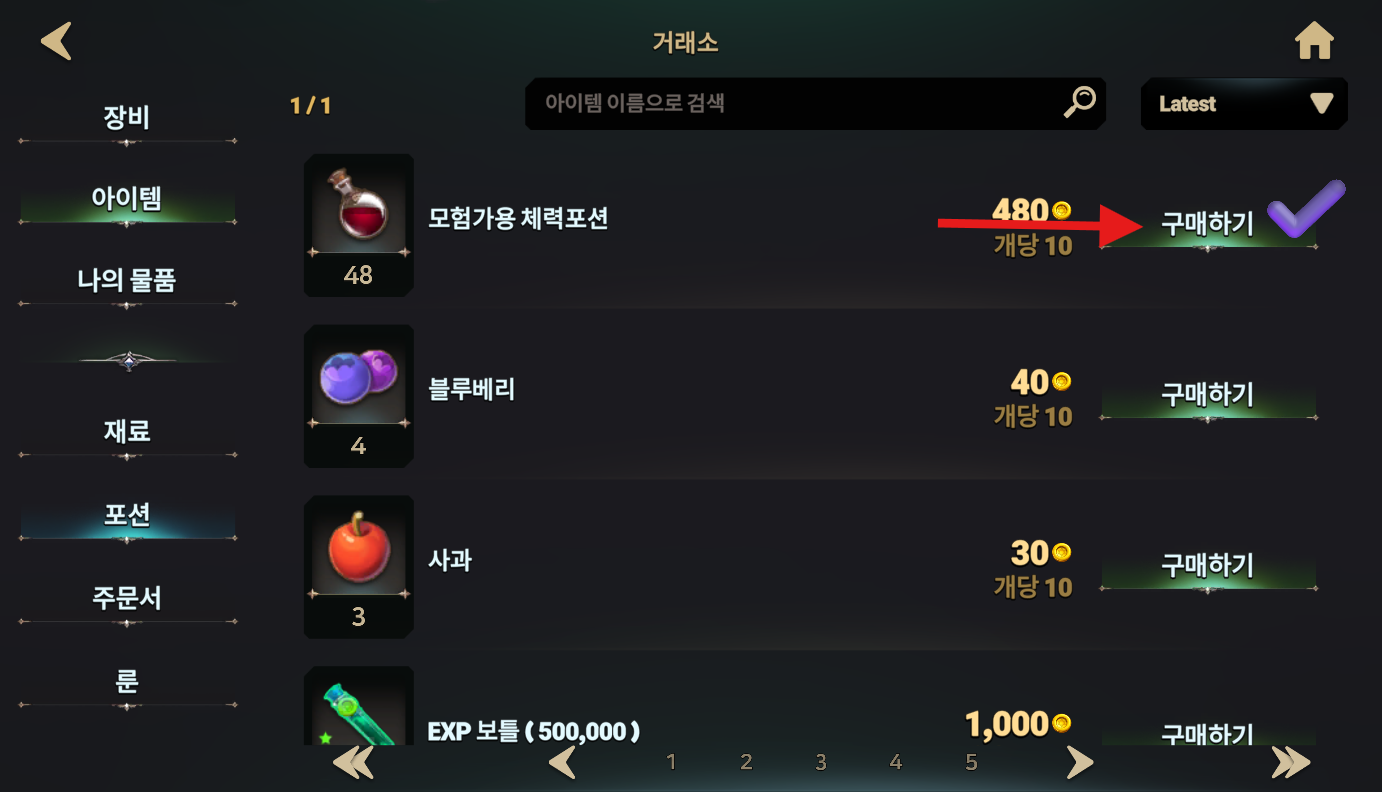 거래소
1 / 1
아이템 이름으로 검색
Latest
장비
아이템
나의 물품
재료
포션
주문서
룬
48
모험가용 체력포션
480
개당 10
구매하기
4
블루베리
40
개당 10
구매하기
3
사과
30
개당 10
구매하기
EXP 보틀 ( 500,000 )
1,000
구매하기
1 2 3 4 5